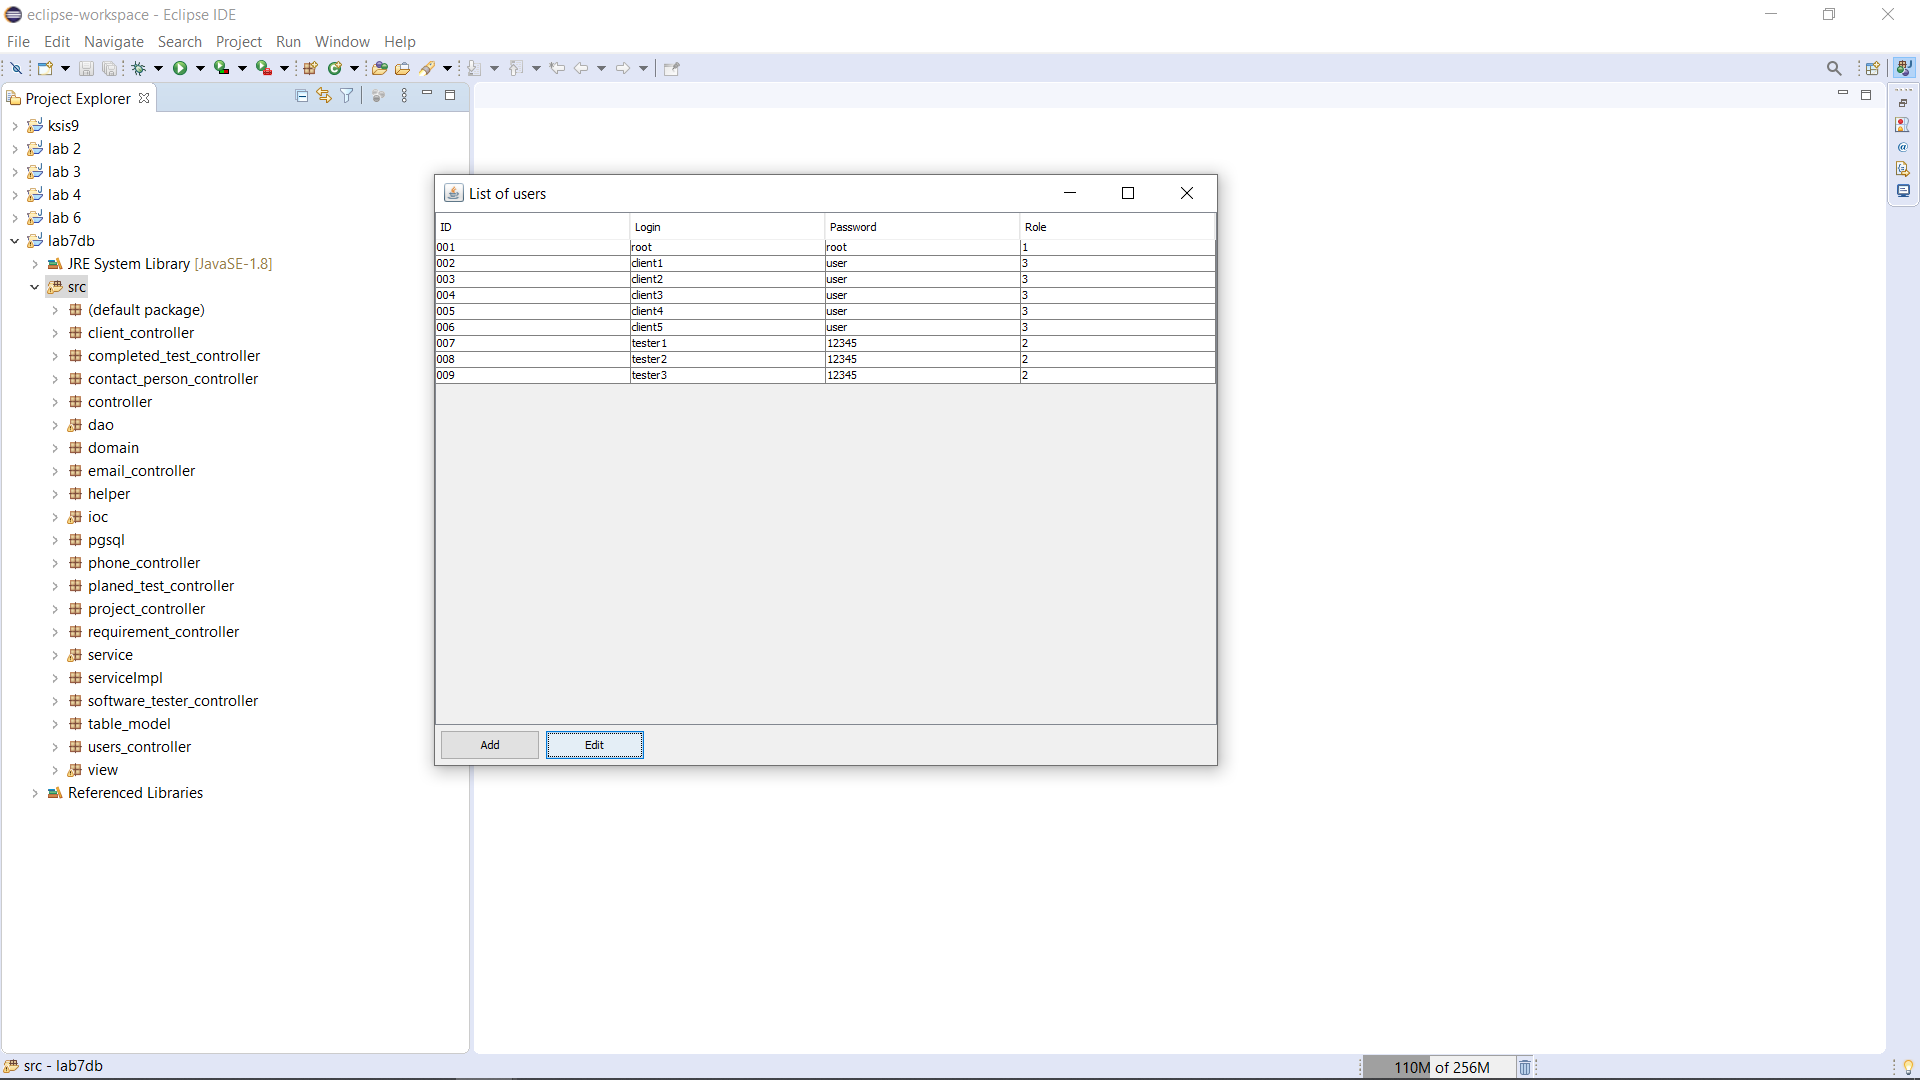 eclipse-workspace - Eclipse IDE
File Edit Navigate Search Project Run Window Help
Project Explorer
ksis9
lab 2
lab 3
lab 4
lab 6
lab7db
JRE System Library [JavaSE-1.8]
src
(default package)
client_controller
completed_test_controller
contact_person_controller
controller
dao
domain
email_controller
helper
ioc
pgsql
phone_controller
planed_test_controller
project_controller
requirement_controller
service
serviceImpl
software_tester_controller
table_model
users_controller
view
Referenced Libraries
List of users
ID Login Password Role
001 root root 1
002 client1 user 3
003 client2 user 3
004 client3 user 3
005 client4 user 3
006 client5 user 3
007 tester1 12345 2
008 tester2 12345 2
009 tester3 12345 2
Add Edit
src - lab7db
110M of 256M